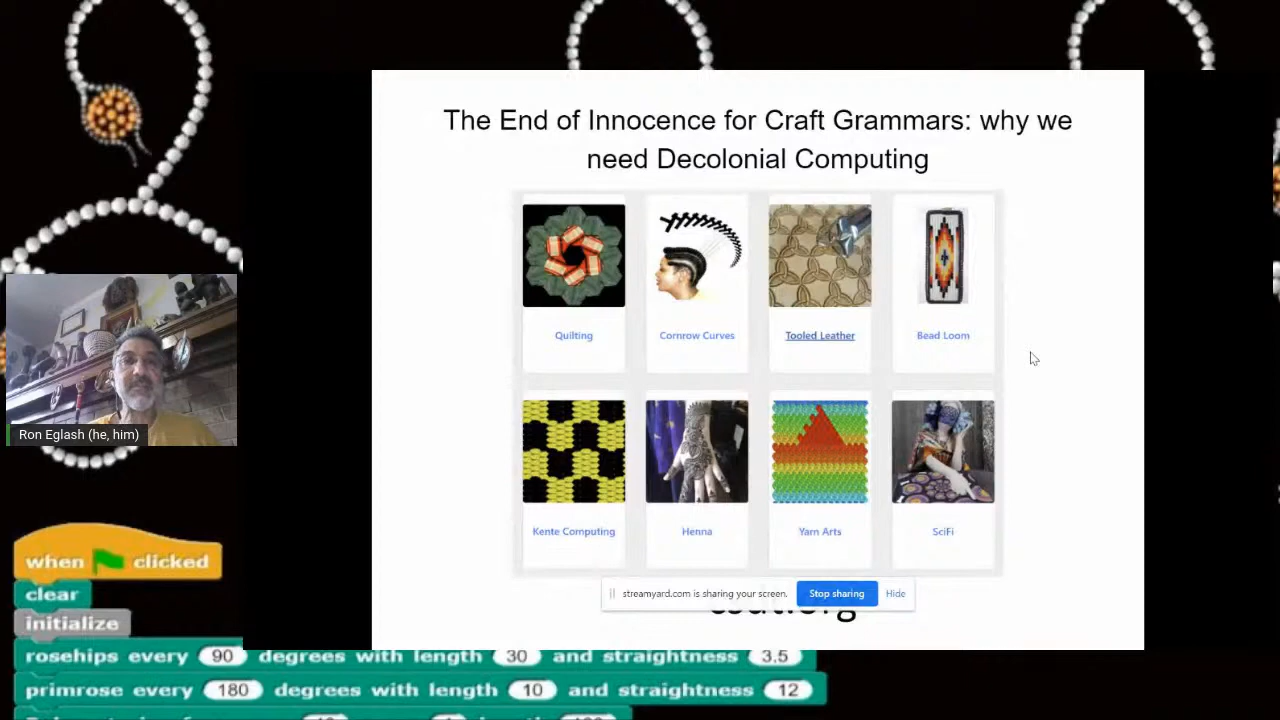 The End of Innocence for Craft Grammars: why we
need Decolonial Computing
Quilting
Cornrow Curves
Tooled Leather
Bead Loom
Kente Computing
Henna
Yarn Arts
SciFi
streamyard.com is sharing your screen. Stop sharing Hide
Ron Eglash (he, him)
when clicked
clear
initialize
rosehips every 90 degrees with length 30 and straightness 3.5
primrose every 180 degrees with length 10 and straightness 12